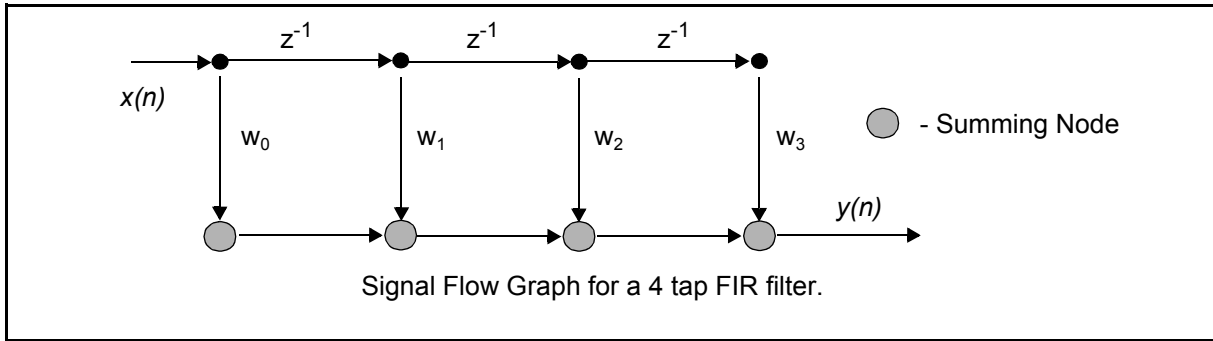 z⁻¹ z⁻¹ z⁻¹
x(n)
w₀ w₁ w₂ w₃
- Summing Node
y(n)
Signal Flow Graph for a 4 tap FIR filter.